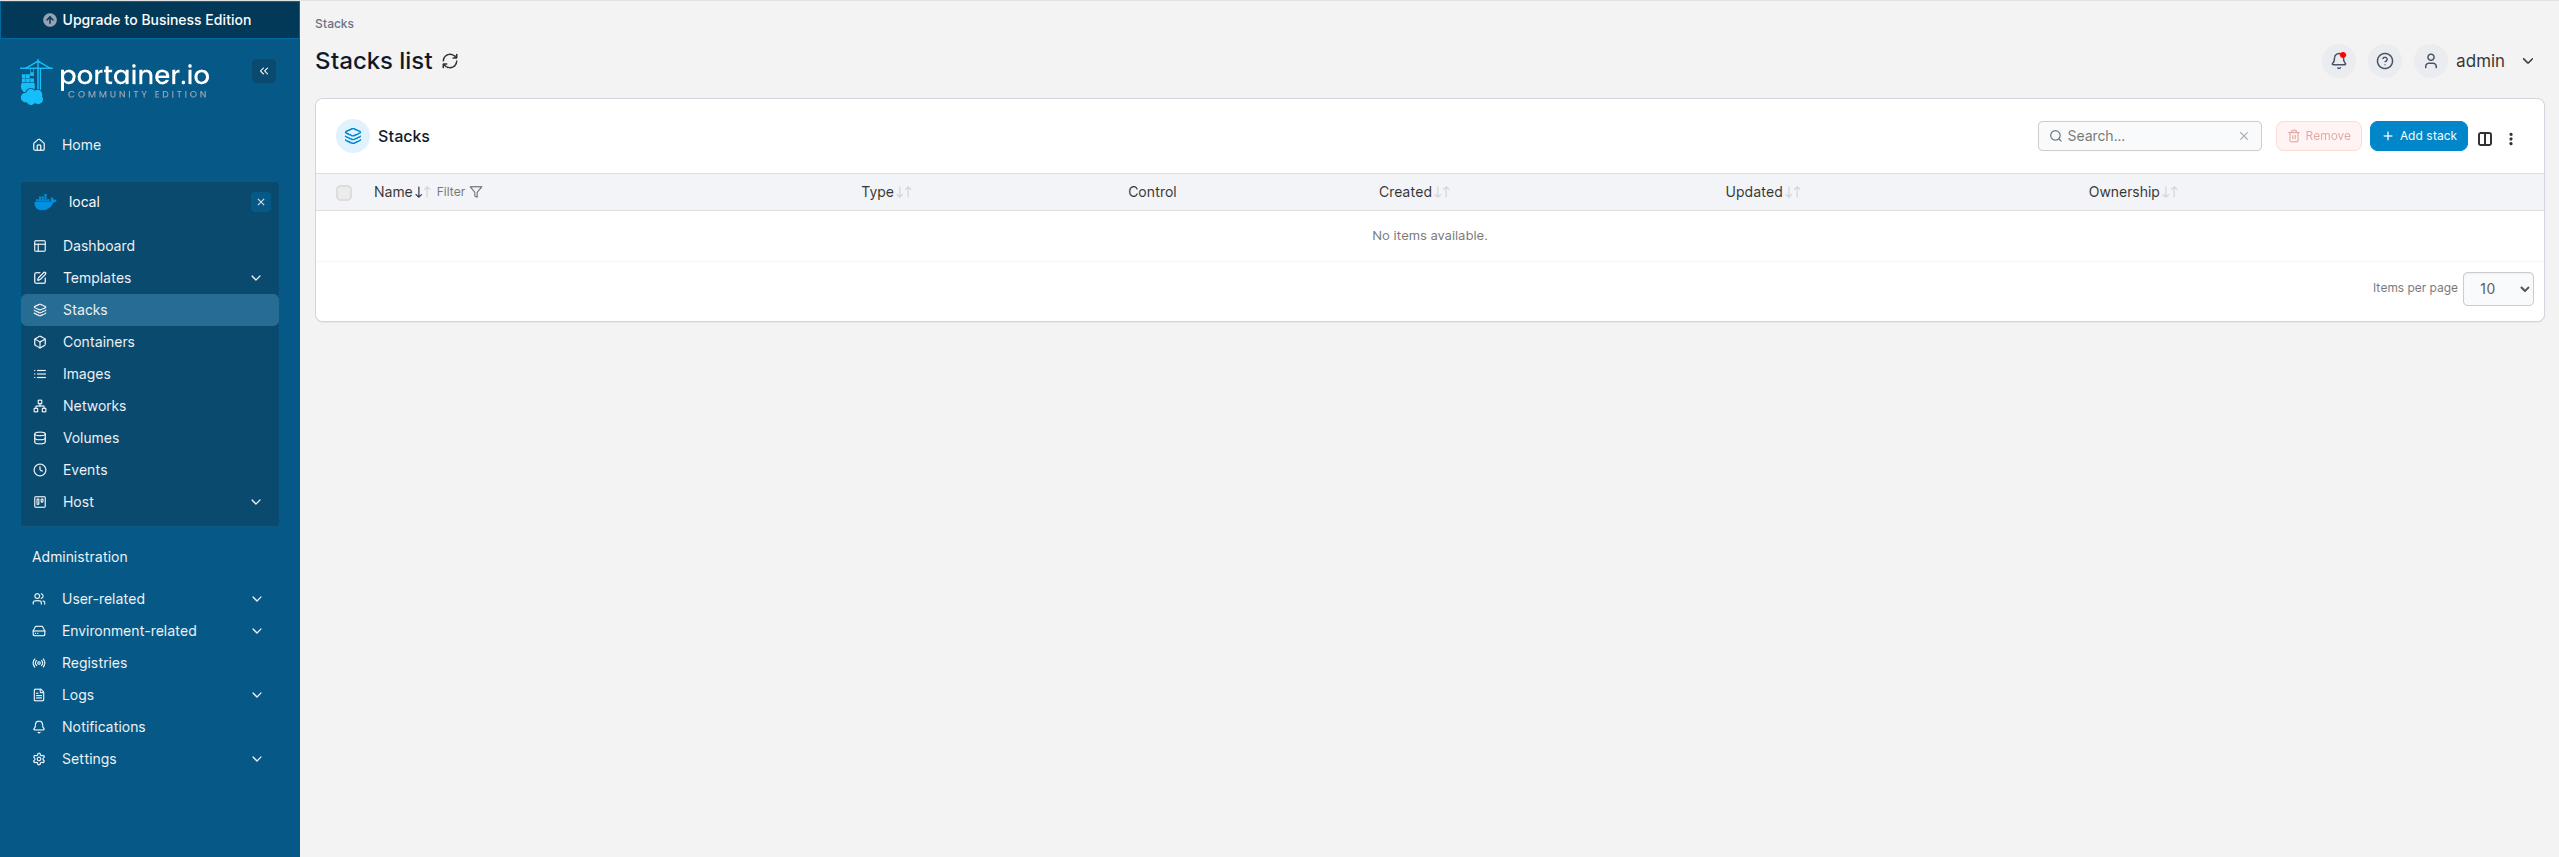 Upgrade to Business Edition
portainer.io
COMMUNITY EDITION
Home
local
Dashboard
Templates
Stacks
Containers
Images
Networks
Volumes
Events
Host
Administration
User-related
Environment-related
Registries
Logs
Notifications
Settings
Stacks
Stacks list
admin
Stacks
Search...
Remove
Add stack
Name Filter Type Control Created Updated Ownership
No items available.
Items per page 10